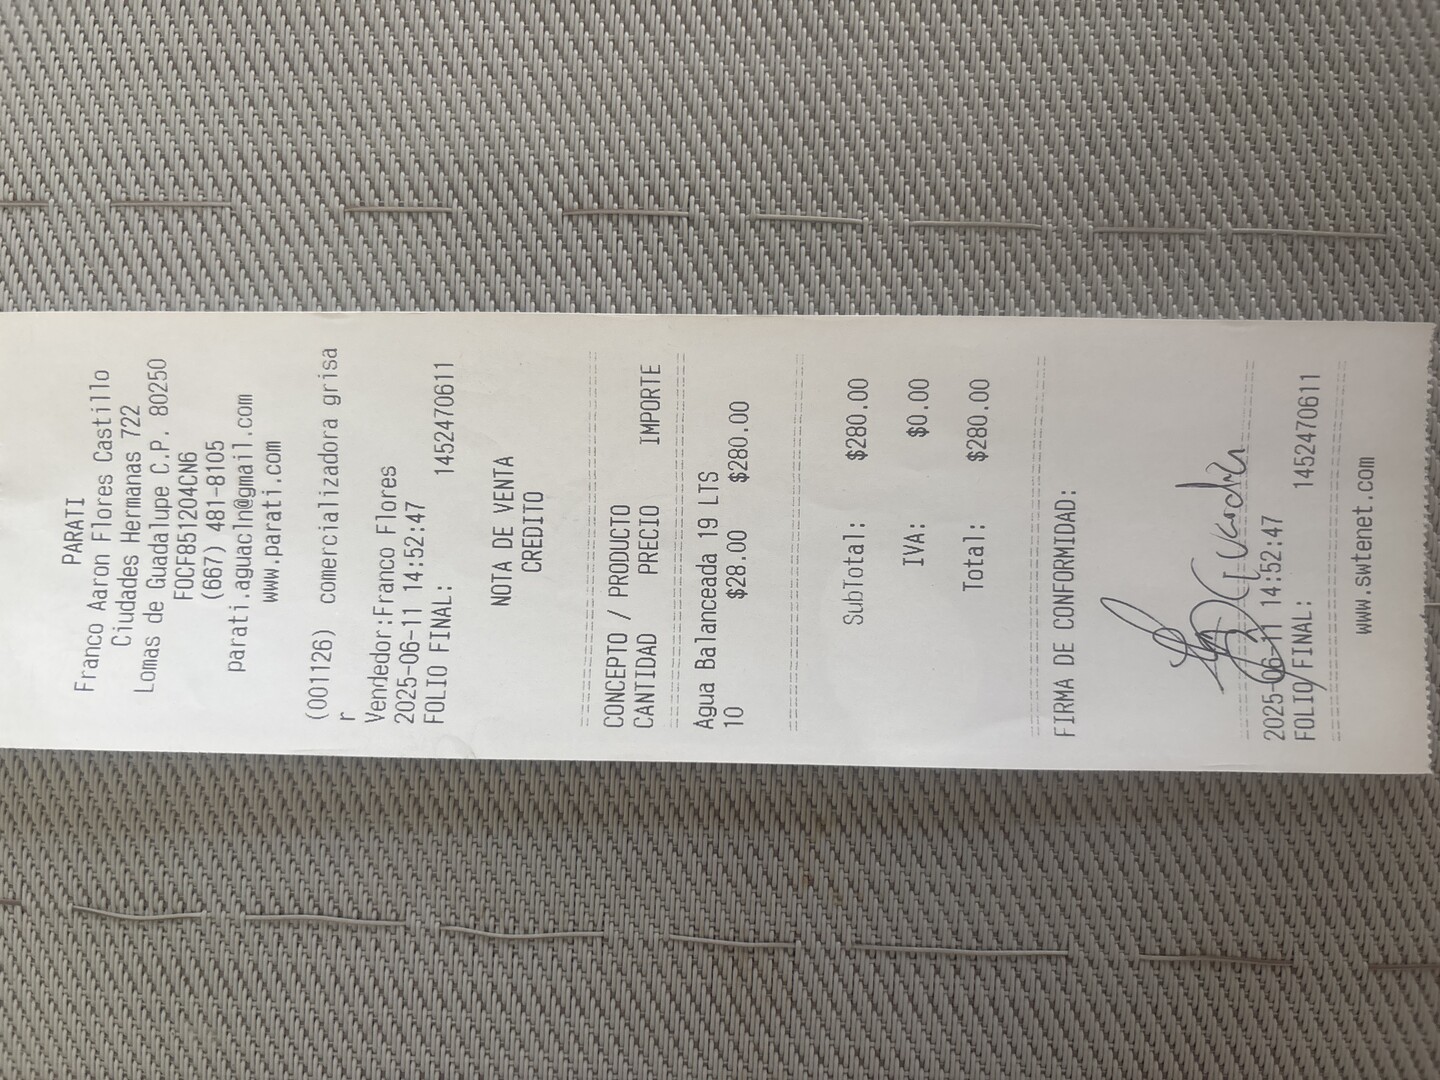 PARATI
Franco Aaron Flores Castillo
Ciudades Hermanas 722
Lomas de Guadalupe C.P. 80250
FOCF851204CN6
(667) 481-8105
parati.aguacln@gmail.com
www.parati.com
(001126) comercializadora grisa
r
Vendedor:Franco Flores
2025-06-11 14:52:47
FOLIO FINAL: 1452470611
NOTA DE VENTA
CREDITO
CONCEPTO / PRODUCTO
CANTIDAD PRECIO IMPORTE
Agua Balanceada 19 LTS
10 $28.00 $280.00
SubTotal: $280.00
IVA: $0.00
Total: $280.00
FIRMA DE CONFORMIDAD:
2025-06-11 14:52:47
FOLIO FINAL: 1452470611
www.swtenet.com